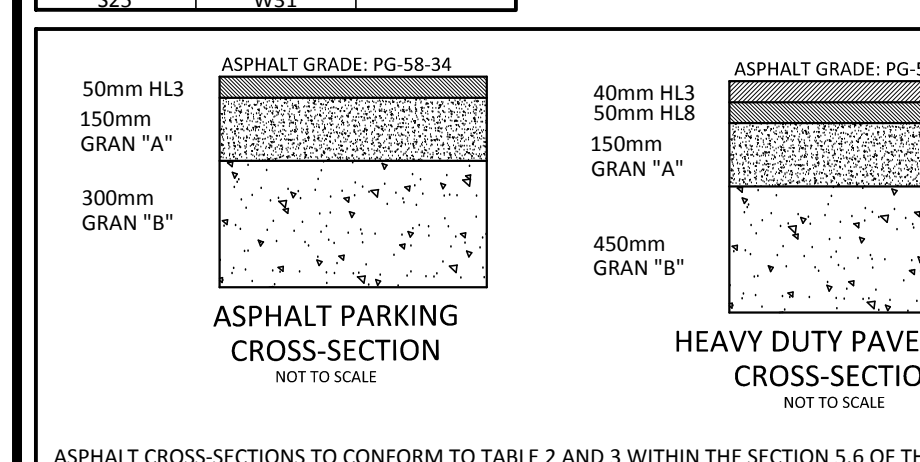 S25 W31
ASPHALT GRADE: PG-58-34
50mm HL3
150mm
GRAN "A"
300mm
GRAN "B"
ASPHALT PARKING
CROSS-SECTION
NOT TO SCALE
ASPHALT GRADE: PG-5
40mm HL3
50mm HL8
150mm
GRAN "A"
450mm
GRAN "B"
HEAVY DUTY PAVE
CROSS-SECTIO
NOT TO SCALE
ASPHALT CROSS-SECTIONS TO CONFORM TO TABLE 2 AND 3 WITHIN THE SECTION 5.6 OF TH